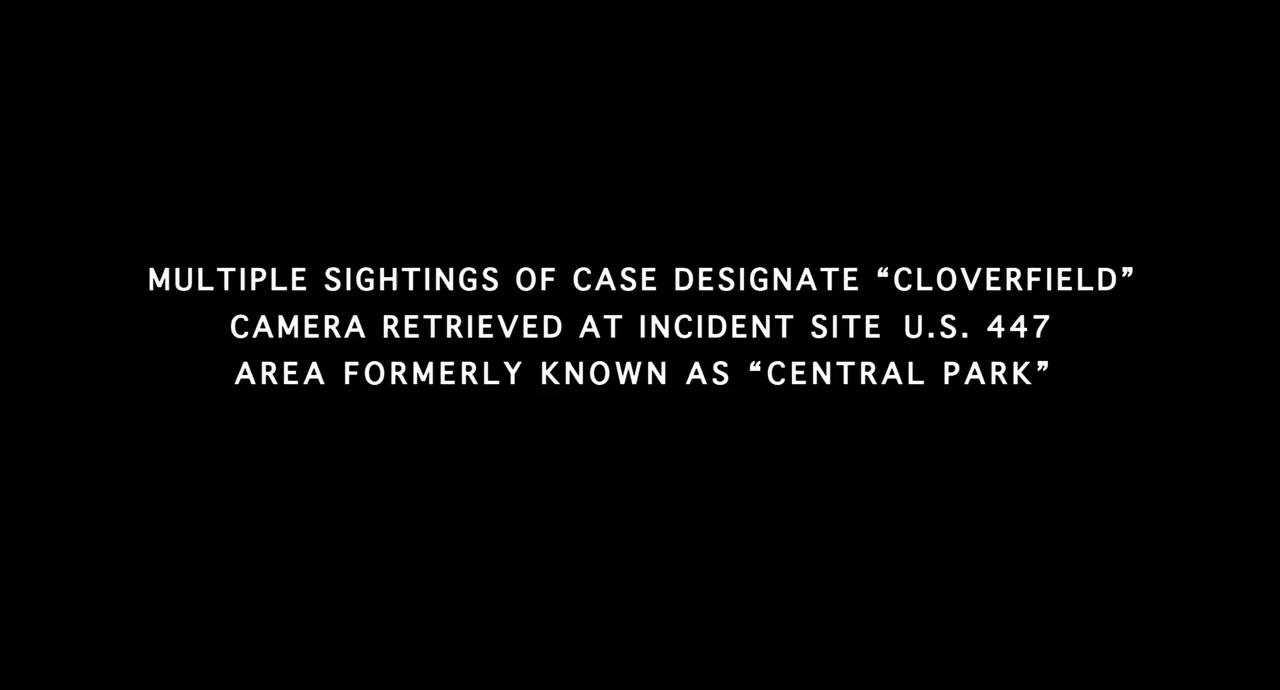 MULTIPLE SIGHTINGS OF CASE DESIGNATE “CLOVERFIELD”
CAMERA RETRIEVED AT INCIDENT SITE U.S. 447
AREA FORMERLY KNOWN AS “CENTRAL PARK”